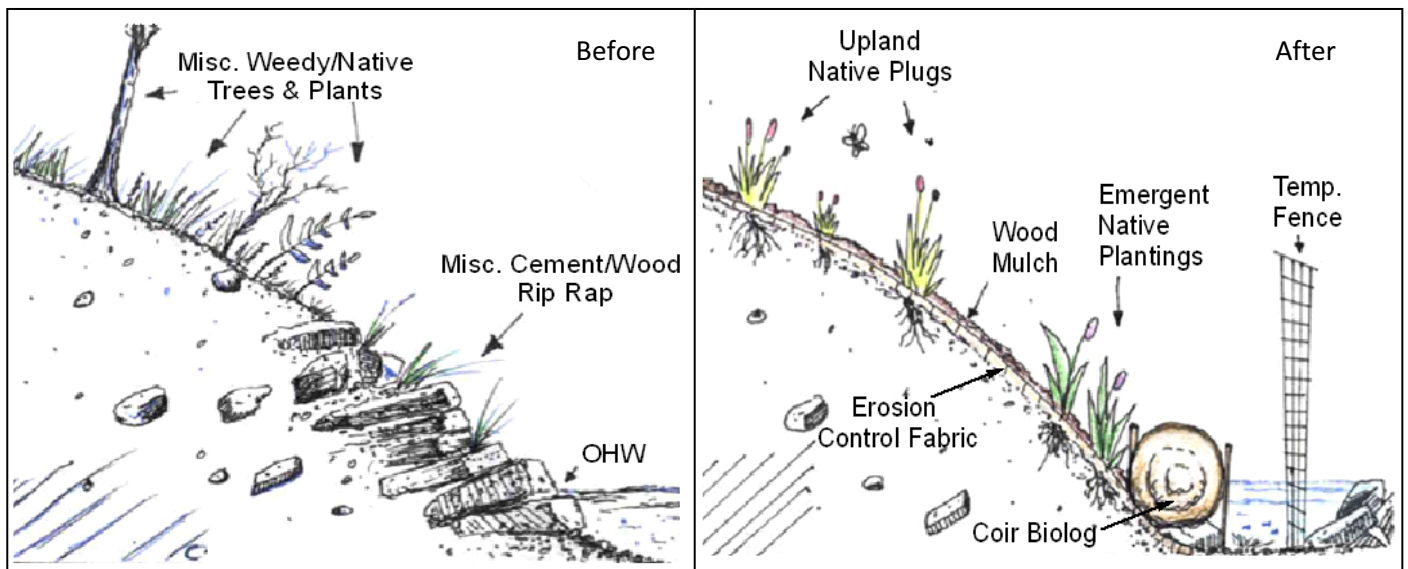 Before
Misc. Weedy/Native
Trees & Plants
Misc. Cement/Wood
Rip Rap
OHW
After
Upland
Native Plugs
Emergent
Native
Plantings
Temp.
Fence
Wood
Mulch
Erosion
Control Fabric
Coir Biolog